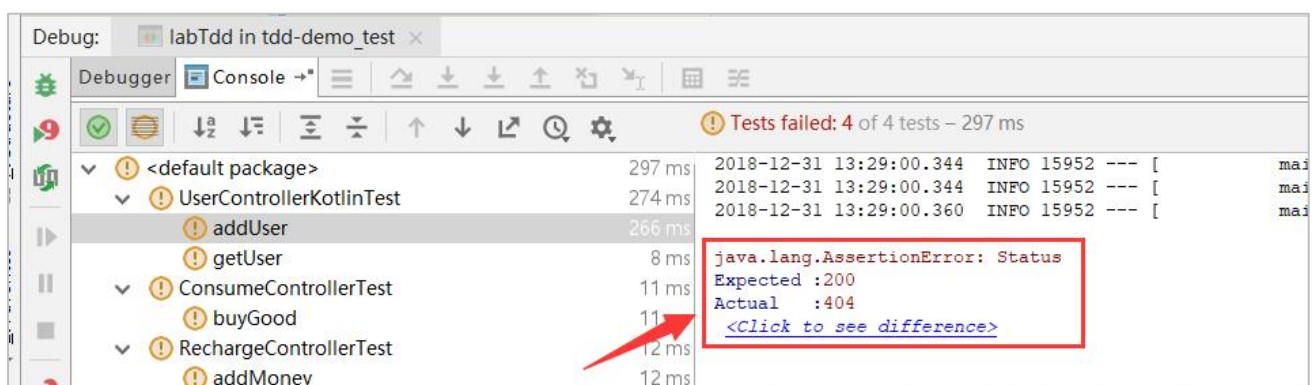 Debug: labTdd in tdd-demo_test
Debugger Console
Tests failed: 4 of 4 tests – 297 ms
<default package> 297 ms
UserControllerKotlinTest 274 ms
addUser 266 ms
getUser 8 ms
ConsumeControllerTest 11 ms
buyGood 11
RechargeControllerTest 12 ms
addMoney 12 ms
2018-12-31 13:29:00.344 INFO 15952 --- [ mai
2018-12-31 13:29:00.344 INFO 15952 --- [ mai
2018-12-31 13:29:00.360 INFO 15952 --- [ mai
java.lang.AssertionError: Status
Expected :200
Actual :404
<Click to see difference>